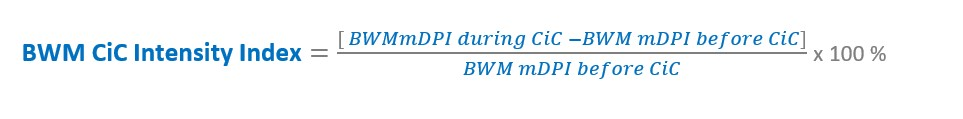 BWM CiC Intensity Index = [ BWMmDPI during CiC –BWM mDPI before CiC] / BWM mDPI before CiC x 100 %